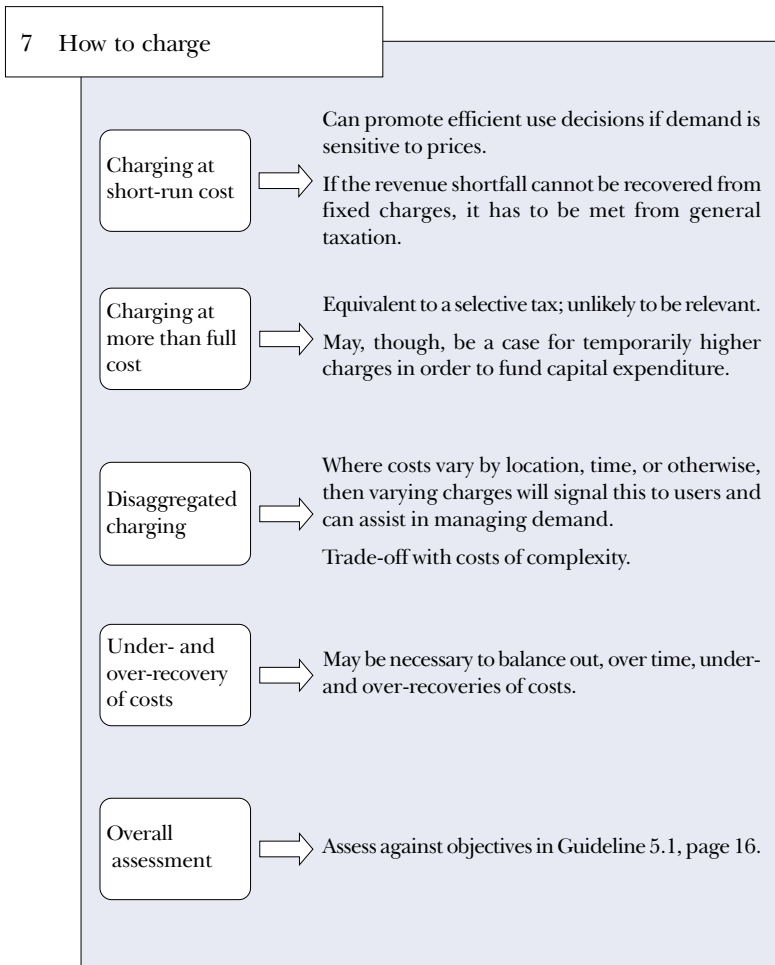 7 How to charge
Charging at
short-run cost
Can promote efficient use decisions if demand is
sensitive to prices.
If the revenue shortfall cannot be recovered from
fixed charges, it has to be met from general
taxation.
Charging at
more than full
cost
Equivalent to a selective tax; unlikely to be relevant.
May, though, be a case for temporarily higher
charges in order to fund capital expenditure.
Disaggregated
charging
Where costs vary by location, time, or otherwise,
then varying charges will signal this to users and
can assist in managing demand.
Trade-off with costs of complexity.
Under- and
over-recovery
of costs
May be necessary to balance out, over time, under-
and over-recoveries of costs.
Overall
assessment
Assess against objectives in Guideline 5.1, page 16.